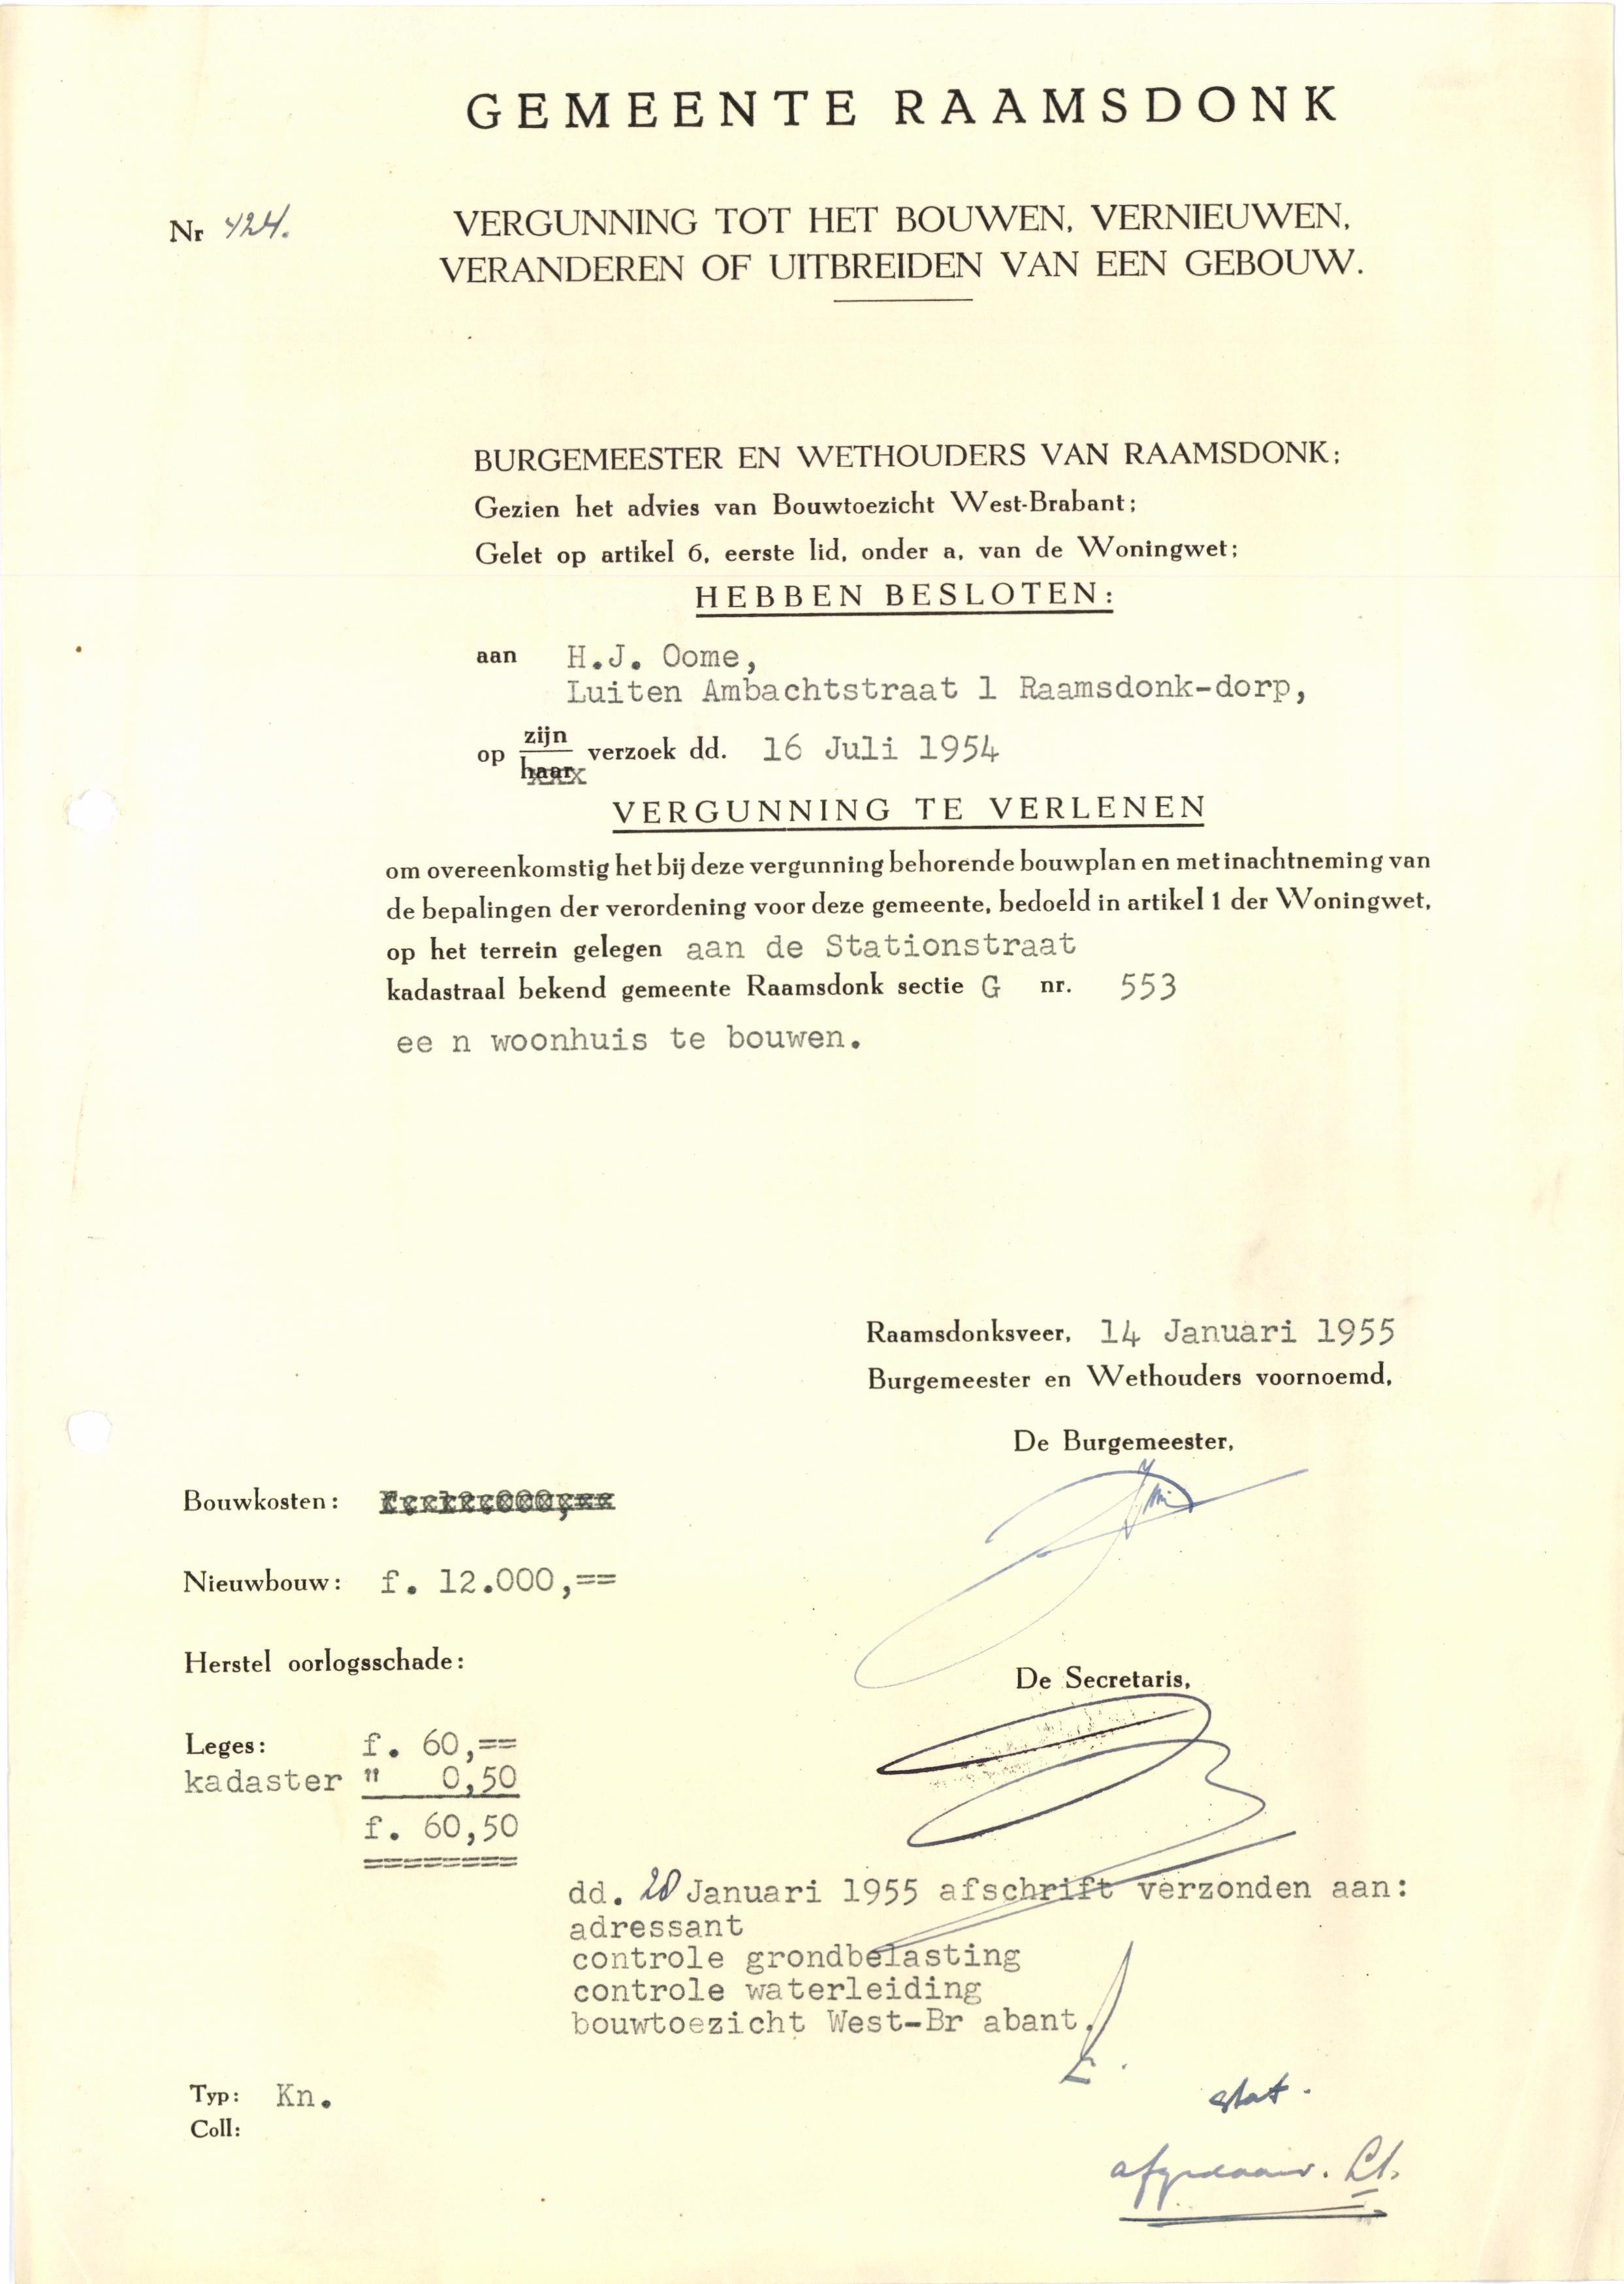 GEMEENTE RAAMSDONK
Nr 424.
VERGUNNING TOT HET BOUWEN, VERNIEUWEN,
VERANDEREN OF UITBREIDEN VAN EEN GEBOUW.
BURGEMEESTER EN WETHOUDERS VAN RAAMSDONK;
Gezien het advies van Bouwtoezicht West-Brabant;
Gelet op artikel 6, eerste lid, onder a, van de Woningwet;
HEBBEN BESLOTEN:
aan H.J. Oome,
Luiten Ambachtstraat 1 Raamsdonk-dorp,
op zijn verzoek dd. 16 Juli 1954
haar
VERGUNNING TE VERLENEN
om overeenkomstig het bij deze vergunning behorende bouwplan en met inachtneming van
de bepalingen der verordening voor deze gemeente, bedoeld in artikel 1 der Woningwet,
op het terrein gelegen aan de Stationstraat
kadastraal bekend gemeente Raamsdonk sectie G nr. 553
ee n woonhuis te bouwen.
Raamsdonksveer, 14 Januari 1955
Burgemeester en Wethouders voornoemd,
De Burgemeester,
Bouwkosten:
Nieuwbouw: f. 12.000,==
Herstel oorlogsschade:
De Secretaris,
Leges: f. 60,==
kadaster " 0,50
f. 60,50
========
dd. 20 Januari 1955 afschrift verzonden aan:
adressant
controle grondbelasting
controle waterleiding
bouwtoezicht West-Br abant.
Typ: Kn.
Coll:
stat.